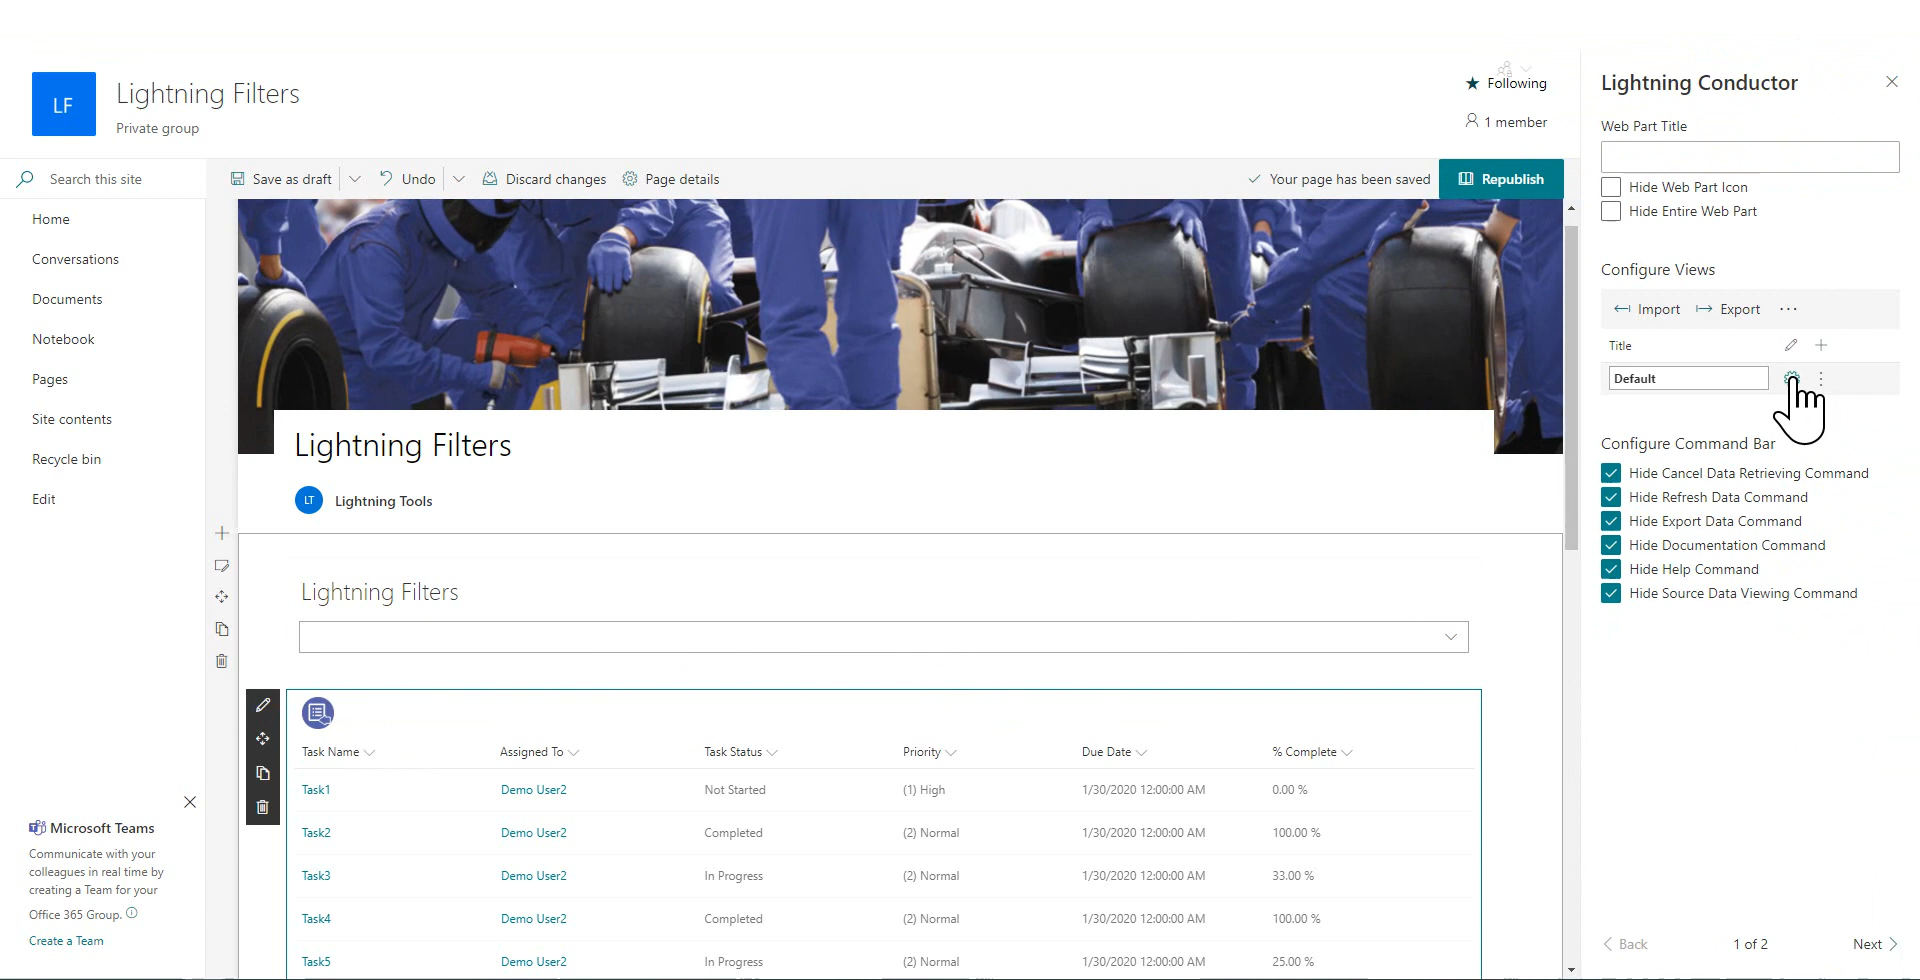 LF
Lightning Filters
Private group
Following
1 member
Search this site
Save as draft
Undo
Discard changes
Page details
Your page has been saved
Republish
Home
Conversations
Documents
Notebook
Pages
Site contents
Recycle bin
Edit
Microsoft Teams
Communicate with your
colleagues in real time by
creating a Team for your
Office 365 Group.
Create a Team
Lightning Filters
LT
Lightning Tools
Lightning Filters
Task Name Assigned To Task Status Priority Due Date % Complete
Task1 Demo User2 Not Started (1) High 1/30/2020 12:00:00 AM 0.00 %
Task2 Demo User2 Completed (2) Normal 1/30/2020 12:00:00 AM 100.00 %
Task3 Demo User2 In Progress (2) Normal 1/30/2020 12:00:00 AM 33.00 %
Task4 Demo User2 Completed (2) Normal 1/30/2020 12:00:00 AM 100.00 %
Task5 Demo User2 In Progress (2) Normal 1/30/2020 12:00:00 AM 25.00 %
Lightning Conductor
Web Part Title
Hide Web Part Icon
Hide Entire Web Part
Configure Views
Import Export
Title
Default
Configure Command Bar
Hide Cancel Data Retrieving Command
Hide Refresh Data Command
Hide Export Data Command
Hide Documentation Command
Hide Help Command
Hide Source Data Viewing Command
Back 1 of 2 Next